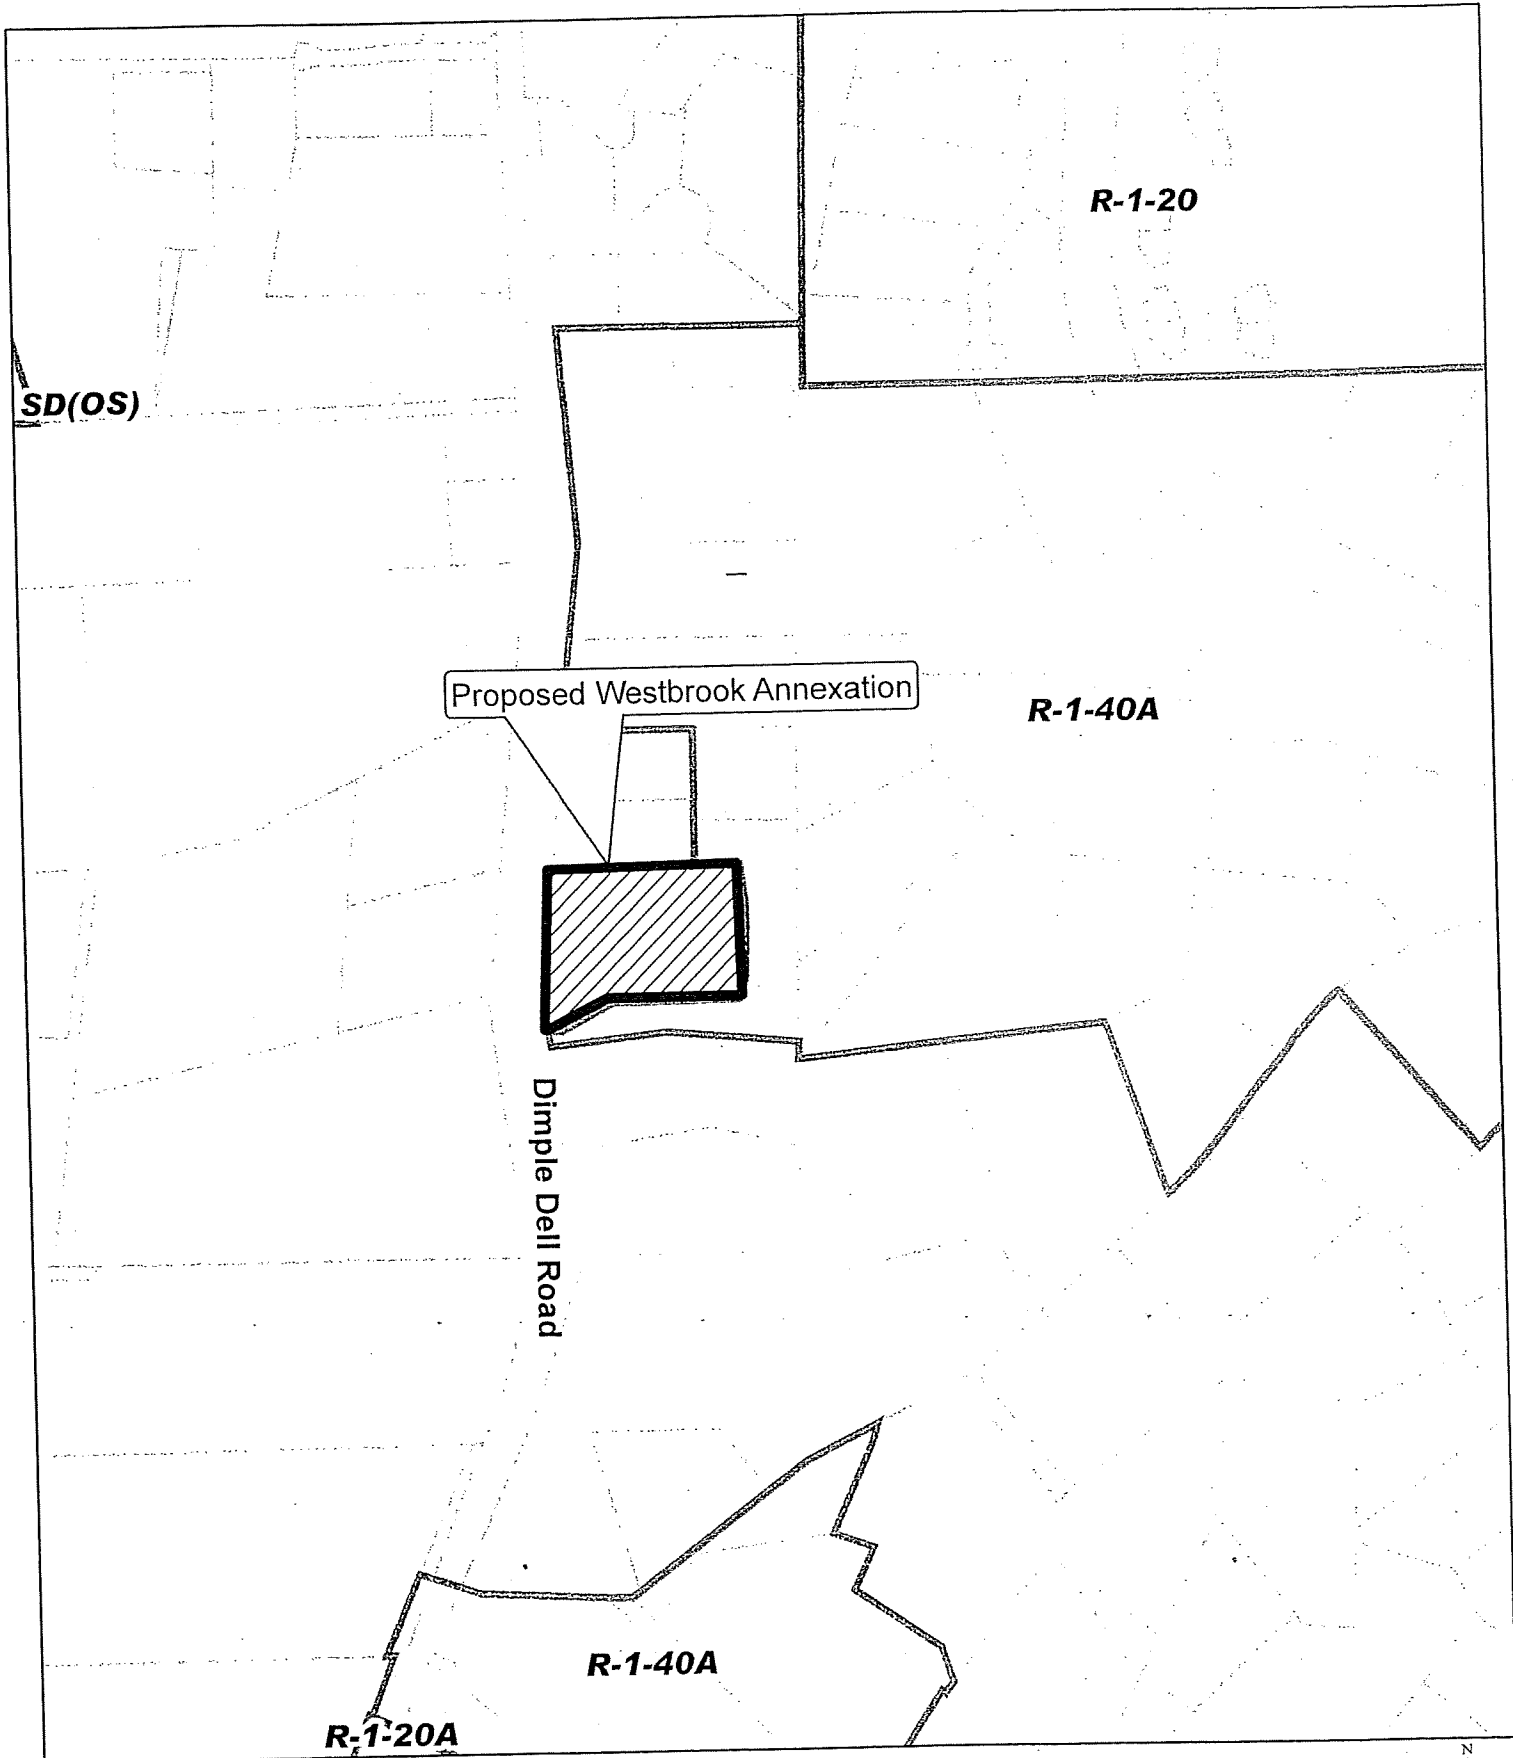 R-1-20
SD(OS)
Proposed Westbrook Annexation
R-1-40A
Dimple Dell Road
R-1-40A
R-1-20A
N